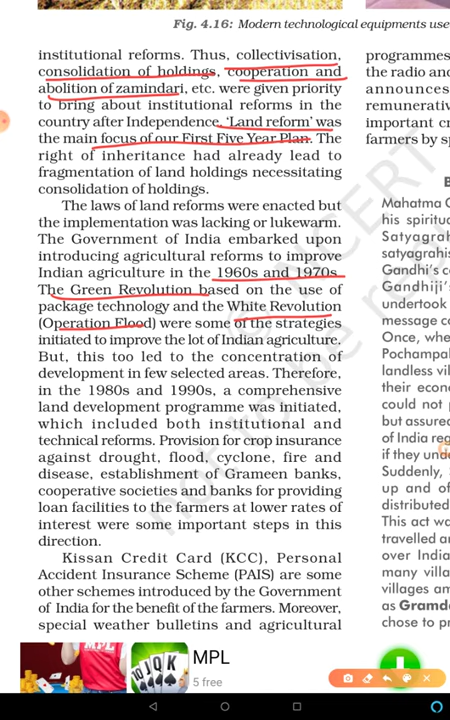 Fig. 4.16: Modern technological equipments use
institutional reforms. Thus, collectivisation,
consolidation of holdings, cooperation and
abolition of zamindari, etc. were given priority
to bring about institutional reforms in the
country after Independence. ‘Land reform’ was
the main focus of our First Five Year Plan. The
right of inheritance had already lead to
fragmentation of land holdings necessitating
consolidation of holdings.
The laws of land reforms were enacted but
the implementation was lacking or lukewarm.
The Government of India embarked upon
introducing agricultural reforms to improve
Indian agriculture in the 1960s and 1970s.
The Green Revolution based on the use of
package technology and the White Revolution
(Operation Flood) were some of the strategies
initiated to improve the lot of Indian agriculture.
But, this too led to the concentration of
development in few selected areas. Therefore,
in the 1980s and 1990s, a comprehensive
land development programme was initiated,
which included both institutional and
technical reforms. Provision for crop insurance
against drought, flood, cyclone, fire and
disease, establishment of Grameen banks,
cooperative societies and banks for providing
loan facilities to the farmers at lower rates of
interest were some important steps in this
direction.
Kissan Credit Card (KCC), Personal
Accident Insurance Scheme (PAIS) are some
other schemes introduced by the Government
of India for the benefit of the farmers. Moreover,
special weather bulletins and agricultural
programmes
the radio and
announces
remunerativ
important cr
farmers by sp
B
Mahatma G
his spiritua
Satyagrah
satyagrahis
Gandhi's co
Gandhiji's
undertook
message co
Once, whe
Pochampal
landless vil
their econo
could not p
but assured
of India reg
if they und
Suddenly,
up and of
distributed
This act wa
travelled an
over India
many villa
villages am
as Gramd
chose to pr
not to be re
NCERT
MPL
MPL
5 free
10 J Q K